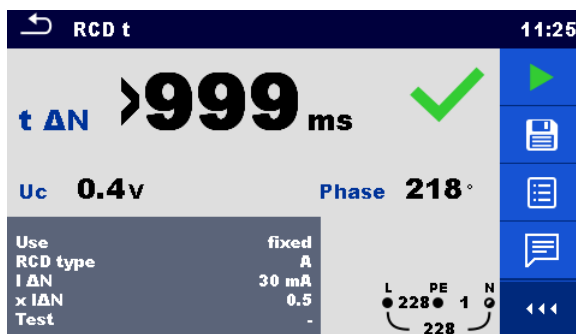 RCD t 11:25
t ΔN >999 ms
Uc 0.4V Phase 218°
Use fixed
RCD type A
I ΔN 30 mA
x IΔN 0.5
Test -
L PE N
228 1
228